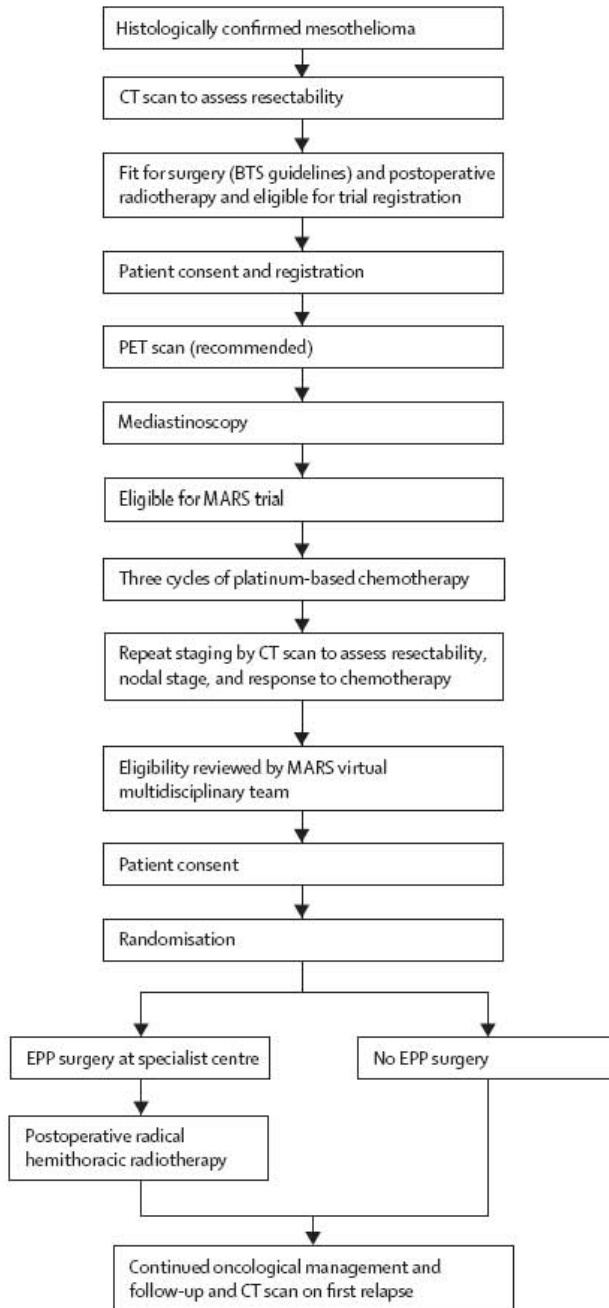 Histologically confirmed mesothelioma
CT scan to assess resectability
Fit for surgery (BTS guidelines) and postoperative
radiotherapy and eligible for trial registration
Patient consent and registration
PET scan (recommended)
Mediastinoscopy
Eligible for MARS trial
Three cycles of platinum-based chemotherapy
Repeat staging by CT scan to assess resectability,
nodal stage, and response to chemotherapy
Eligibility reviewed by MARS virtual
multidisciplinary team
Patient consent
Randomisation
EPP surgery at specialist centre
No EPP surgery
Postoperative radical
hemithoracic radiotherapy
Continued oncological management and
follow-up and CT scan on first relapse